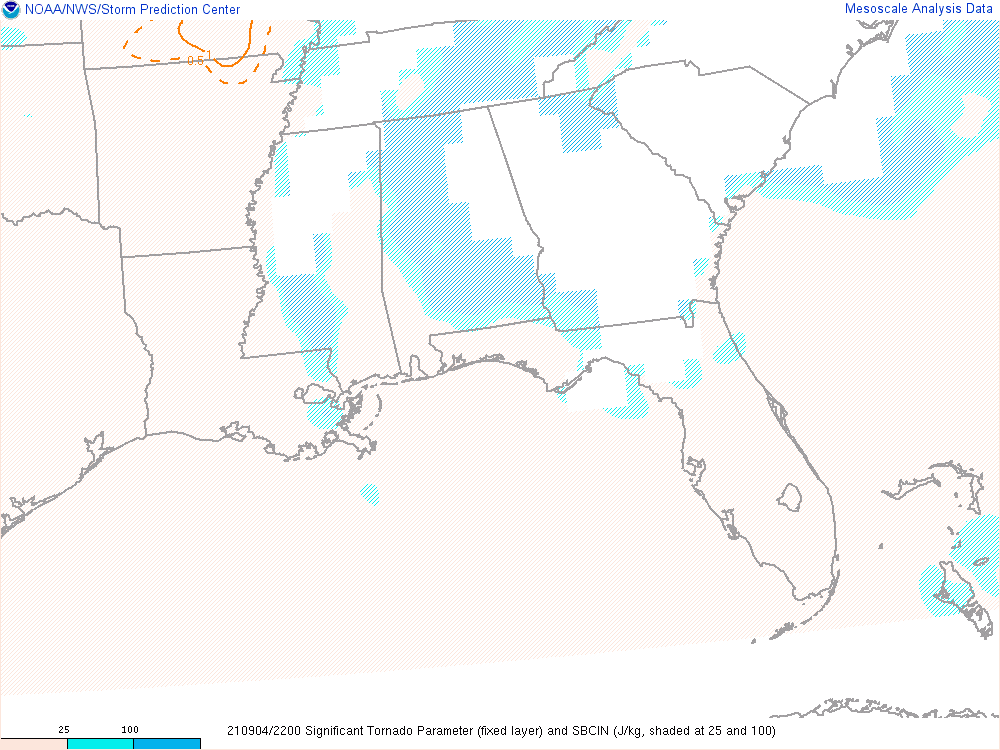 NOAA/NWS/Storm Prediction Center
Mesoscale Analysis Data
0.5
1
25 100
210904/2200 Significant Tornado Parameter (fixed layer) and SBCIN (J/kg, shaded at 25 and 100)